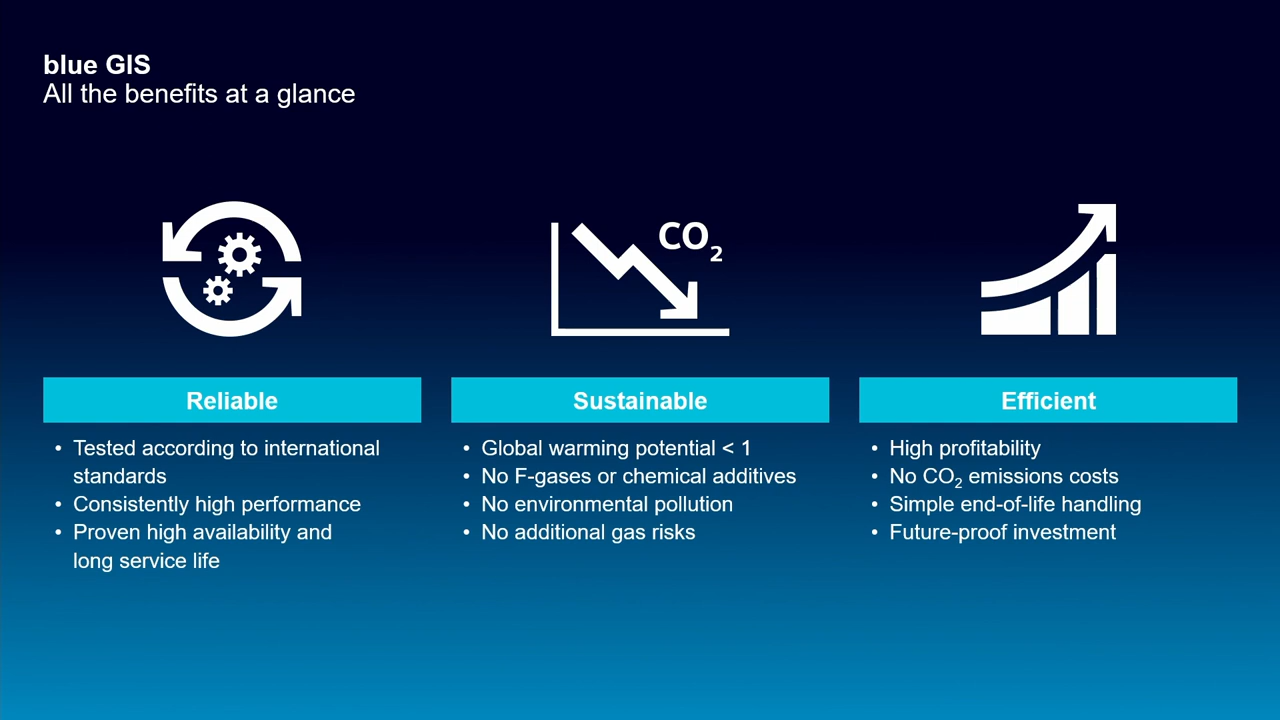 blue GIS
All the benefits at a glance
CO₂
Reliable
• Tested according to international
standards
• Consistently high performance
• Proven high availability and
long service life
Sustainable
• Global warming potential < 1
• No F-gases or chemical additives
• No environmental pollution
• No additional gas risks
Efficient
• High profitability
• No CO₂ emissions costs
• Simple end-of-life handling
• Future-proof investment